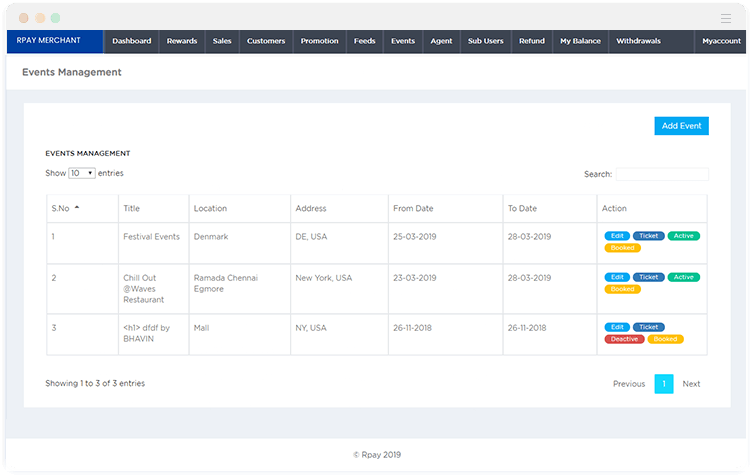 RPAY MERCHANT Dashboard Rewards Sales Customers Promotion Feeds Events Agent Sub Users Refund My Balance Withdrawals Myaccount
Events Management
Add Event
EVENTS MANAGEMENT
Show 10 entries Search:
S.No Title Location Address From Date To Date Action
1 Festival Events Denmark DE, USA 25-03-2019 28-03-2019 Edit Ticket Active
Booked
2 Chill Out Ramada Chennai New York, USA 23-03-2019 28-03-2019 Edit Ticket Active
@Waves Egmore Booked
Restaurant
3 <h1> dfdf by Mall NY, USA 26-11-2018 26-11-2018 Edit Ticket
BHAVIN Deactive Booked
Showing 1 to 3 of 3 entries Previous 1 Next
© Rpay 2019